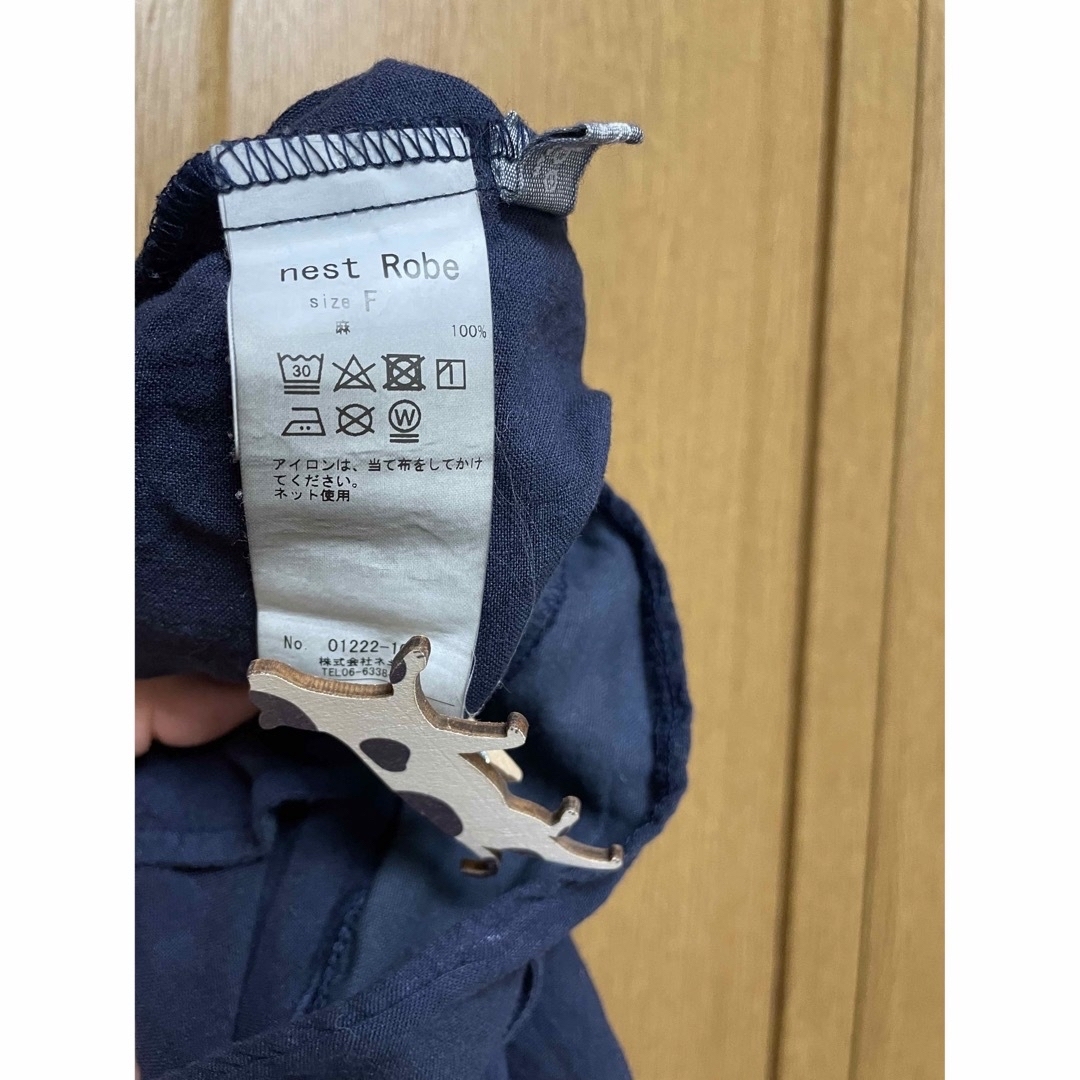 nest Robe
size F
麻 100%
30
W
アイロンは、当て布をしてかけ
てください。
ネット使用
No. 01222-1
株式会社ネ
TEL06-6338